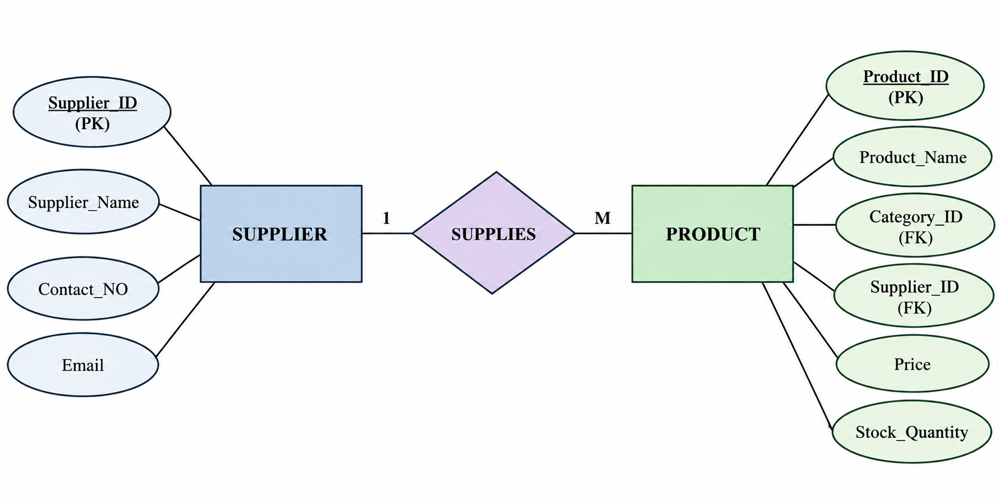 Supplier_ID
(PK)
Supplier_Name
Contact_NO
Email
SUPPLIER
1
SUPPLIES
M
PRODUCT
Product_ID
(PK)
Product_Name
Category_ID
(FK)
Supplier_ID
(FK)
Price
Stock_Quantity